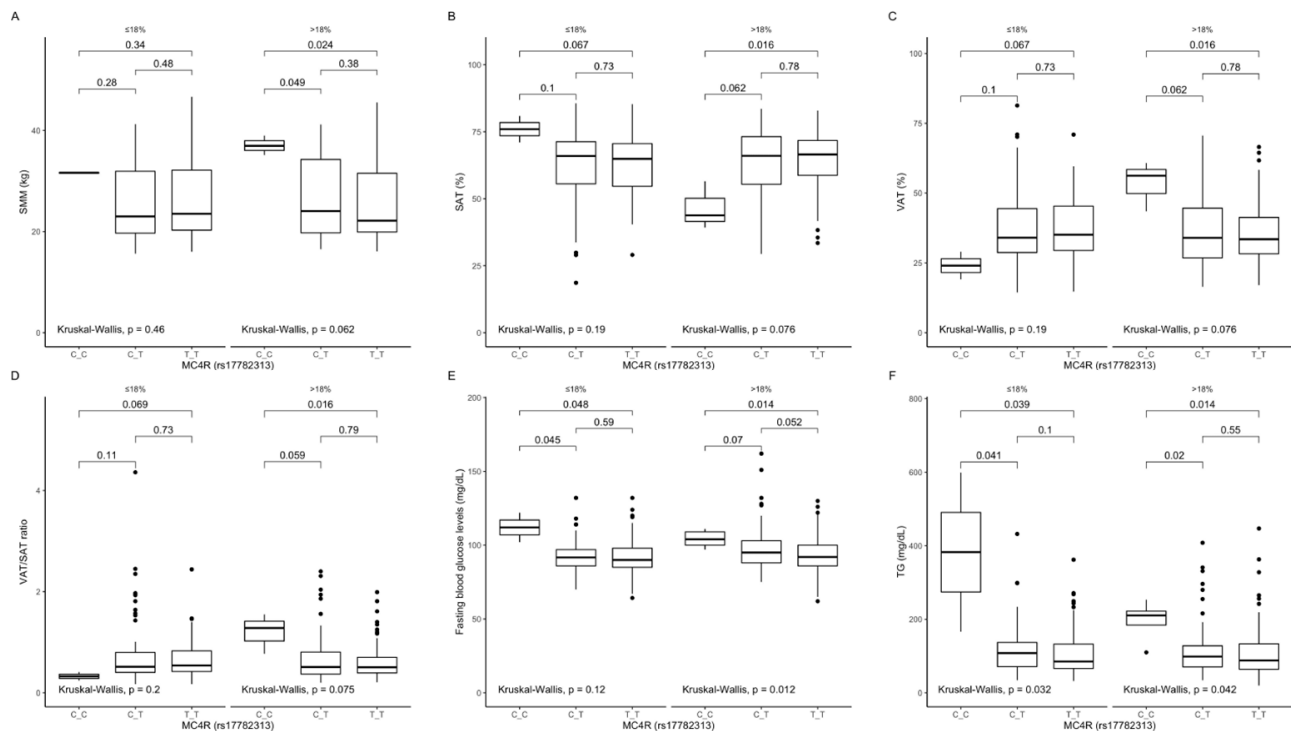 A
≤18%
>18%
0.34
0.024
0.48
0.38
0.28
0.049
40
20
0
SMM (kg)
Kruskal-Wallis, p = 0.46
Kruskal-Wallis, p = 0.062
C_C
C_T
T_T
C_C
C_T
T_T
MC4R (rs17782313)
B
≤18%
>18%
0.067
0.016
0.73
0.78
0.1
0.062
100
75
50
25
0
SAT (%)
Kruskal-Wallis, p = 0.19
Kruskal-Wallis, p = 0.076
C_C
C_T
T_T
C_C
C_T
T_T
MC4R (rs17782313)
C
≤18%
>18%
0.067
0.016
0.73
0.78
0.1
0.062
100
75
50
25
0
VAT (%)
Kruskal-Wallis, p = 0.19
Kruskal-Wallis, p = 0.076
C_C
C_T
T_T
C_C
C_T
T_T
MC4R (rs17782313)
D
≤18%
>18%
0.069
0.016
0.73
0.79
0.11
0.059
4
2
0
VAT/SAT ratio
Kruskal-Wallis, p = 0.2
Kruskal-Wallis, p = 0.075
C_C
C_T
T_T
C_C
C_T
T_T
MC4R (rs17782313)
E
≤18%
>18%
200
0.048
0.014
0.59
0.052
0.045
0.07
150
100
50
0
Fasting blood glucose levels (mg/dL)
Kruskal-Wallis, p = 0.12
Kruskal-Wallis, p = 0.012
C_C
C_T
T_T
C_C
C_T
T_T
MC4R (rs17782313)
F
≤18%
>18%
800
0.039
0.014
0.1
0.55
0.041
0.02
600
400
200
0
TG (mg/dL)
Kruskal-Wallis, p = 0.032
Kruskal-Wallis, p = 0.042
C_C
C_T
T_T
C_C
C_T
T_T
MC4R (rs17782313)